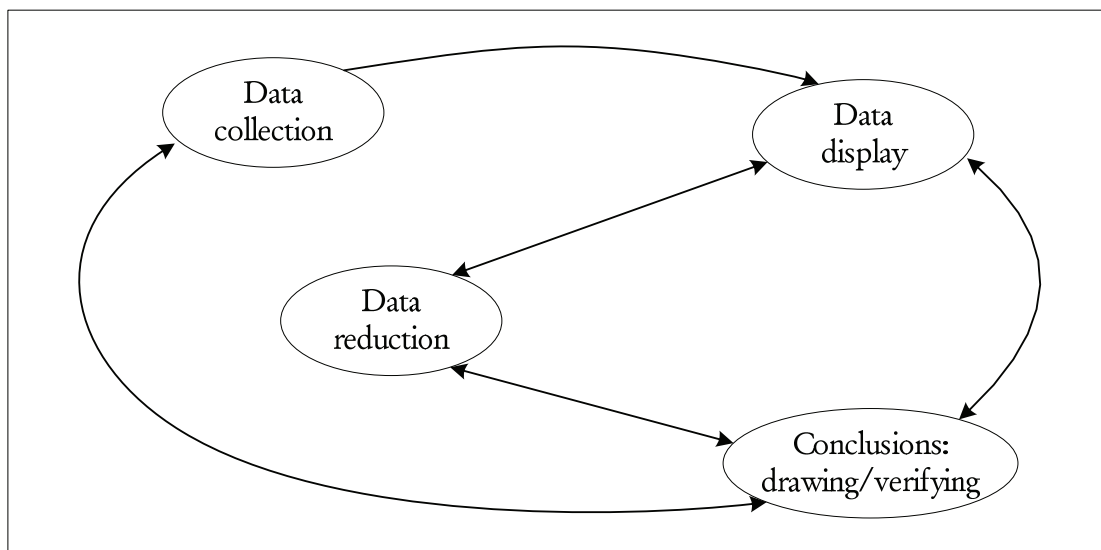 Data
collection
Data
display
Data
reduction
Conclusions:
drawing/verifying